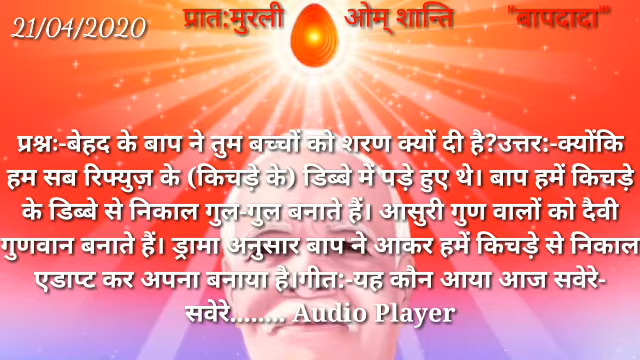 21/04/2020 प्रात:मुरली ओम् शान्ति "बापदादा"
प्रश्नः-बेहद के बाप ने तुम बच्चों को शरण क्यों दी है?उत्तर:-क्योंकि
हम सब रिफ्युज़ के (किचड़े के) डिब्बे में पड़े हुए थे। बाप हमें किचड़े
के डिब्बे से निकाल गुल-गुल बनाते हैं। आसुरी गुण वालों को दैवी
गुणवान बनाते हैं। ड्रामा अनुसार बाप ने आकर हमें किचड़े से निकाल
एडाप्ट कर अपना बनाया है।गीत:-यह कौन आया आज सवेरे-
सवेरे........ Audio Player